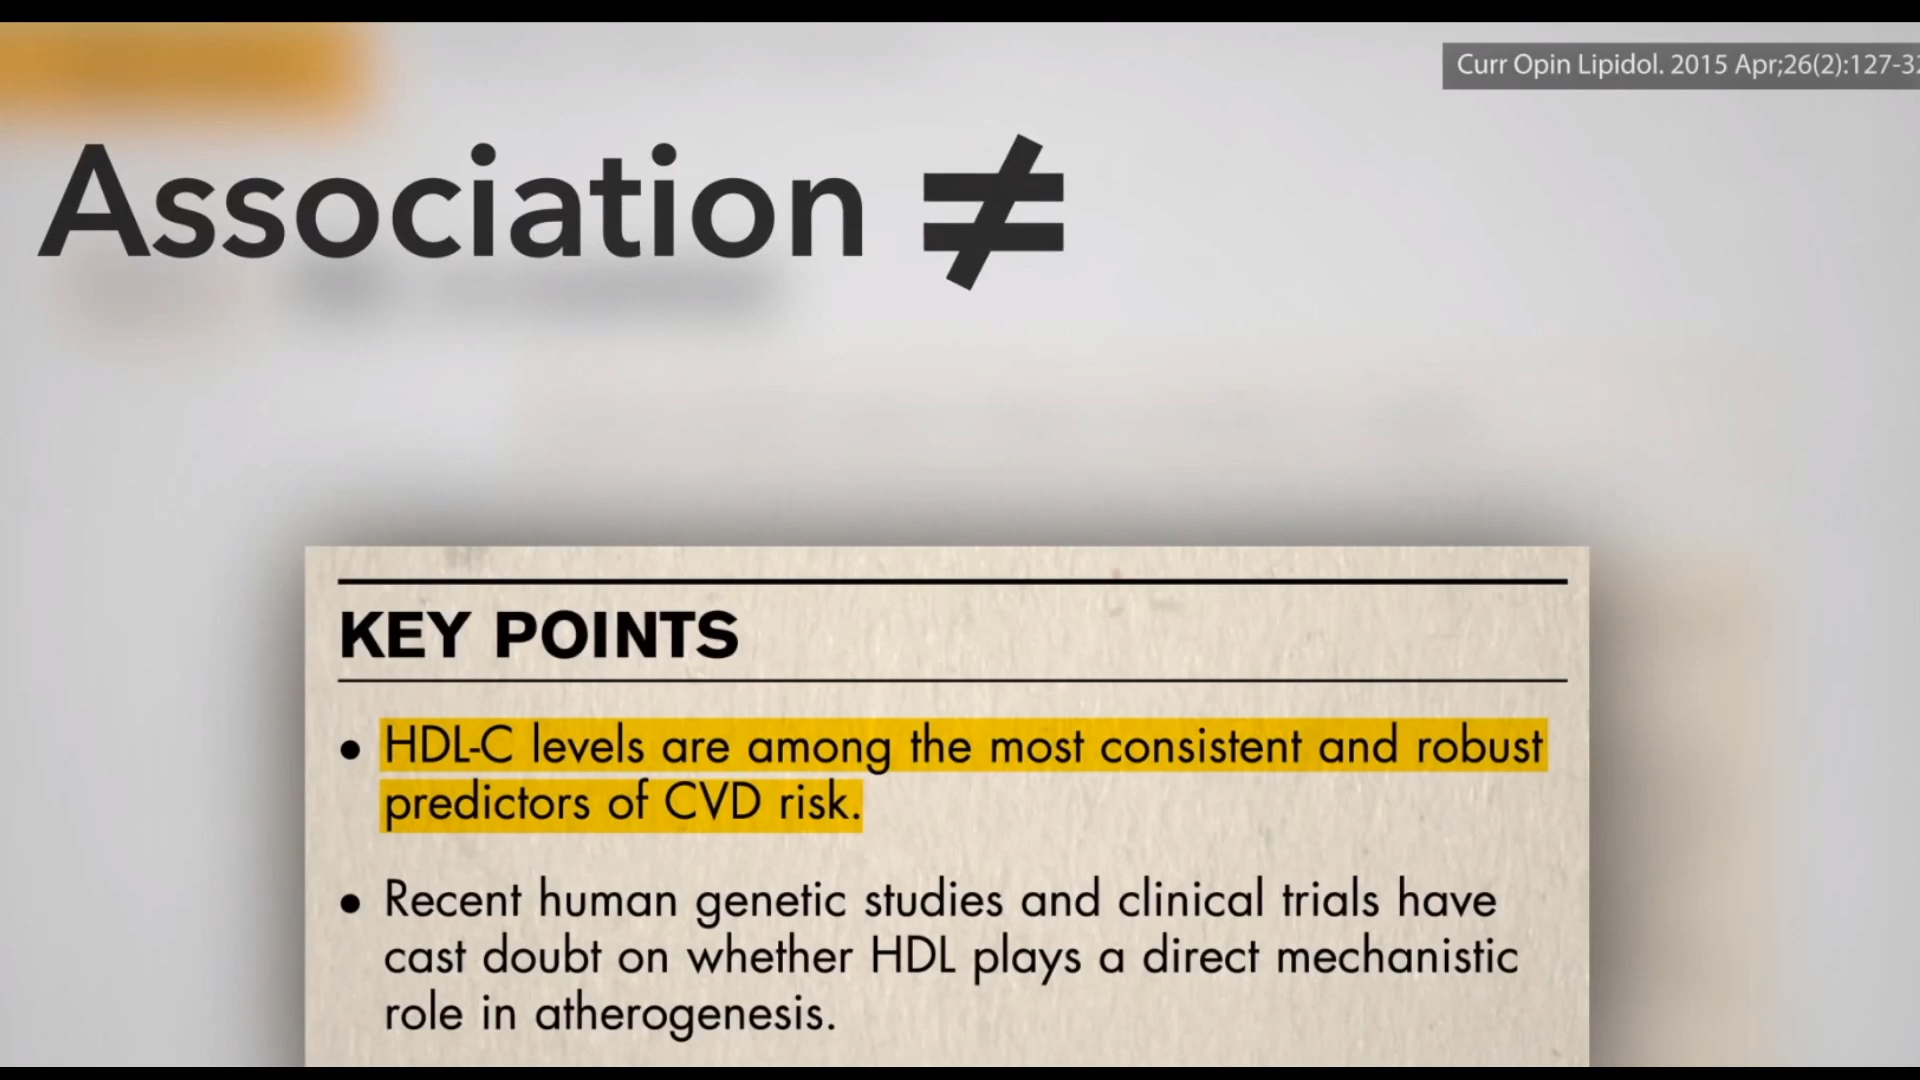 Curr Opin Lipidol. 2015 Apr;26(2):127-32
Association ≠
KEY POINTS
• HDL-C levels are among the most consistent and robust
predictors of CVD risk.
• Recent human genetic studies and clinical trials have
cast doubt on whether HDL plays a direct mechanistic
role in atherogenesis.